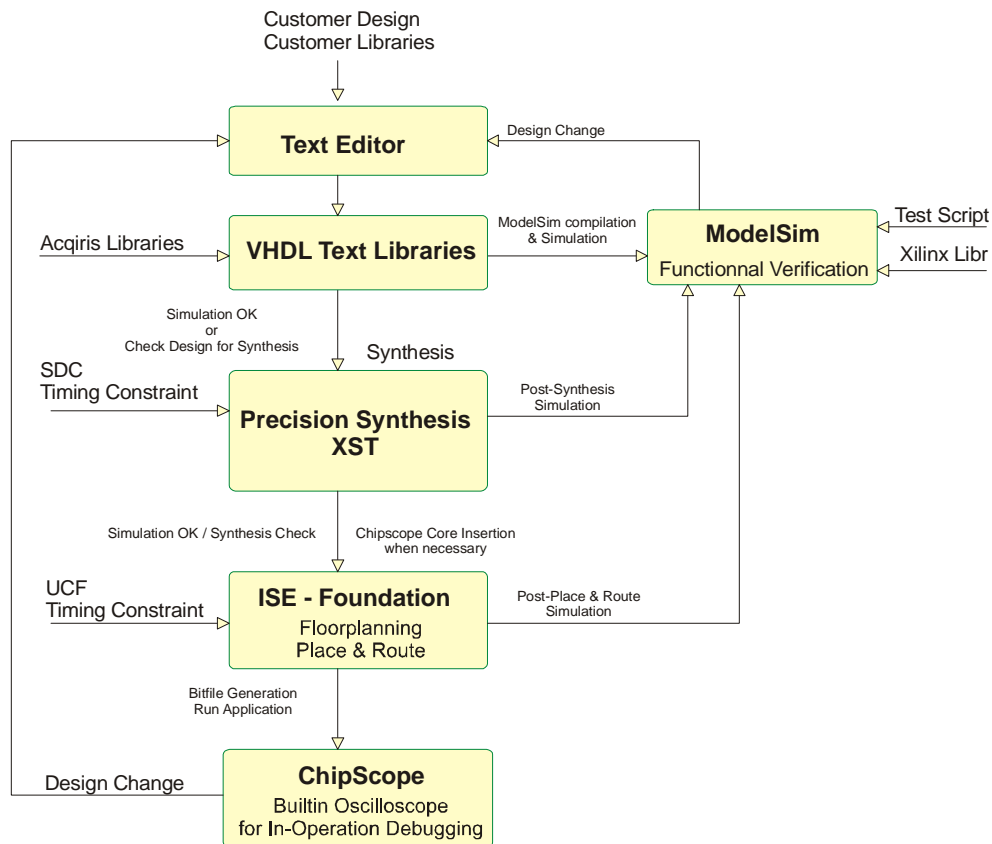 Customer Design
Customer Libraries
Text Editor
Design Change
Acqiris Libraries
VHDL Text Libraries
ModelSim compilation
& Simulation
ModelSim
Functionnal Verification
Test Script
Xilinx Libr
Simulation OK
or
Check Design for Synthesis
Synthesis
SDC
Timing Constraint
Precision Synthesis
XST
Post-Synthesis
Simulation
Simulation OK / Synthesis Check
Chipscope Core Insertion
when necessary
UCF
Timing Constraint
ISE - Foundation
Floorplanning
Place & Route
Post-Place & Route
Simulation
Bitfile Generation
Run Application
Design Change
ChipScope
Builtin Oscilloscope
for In-Operation Debugging